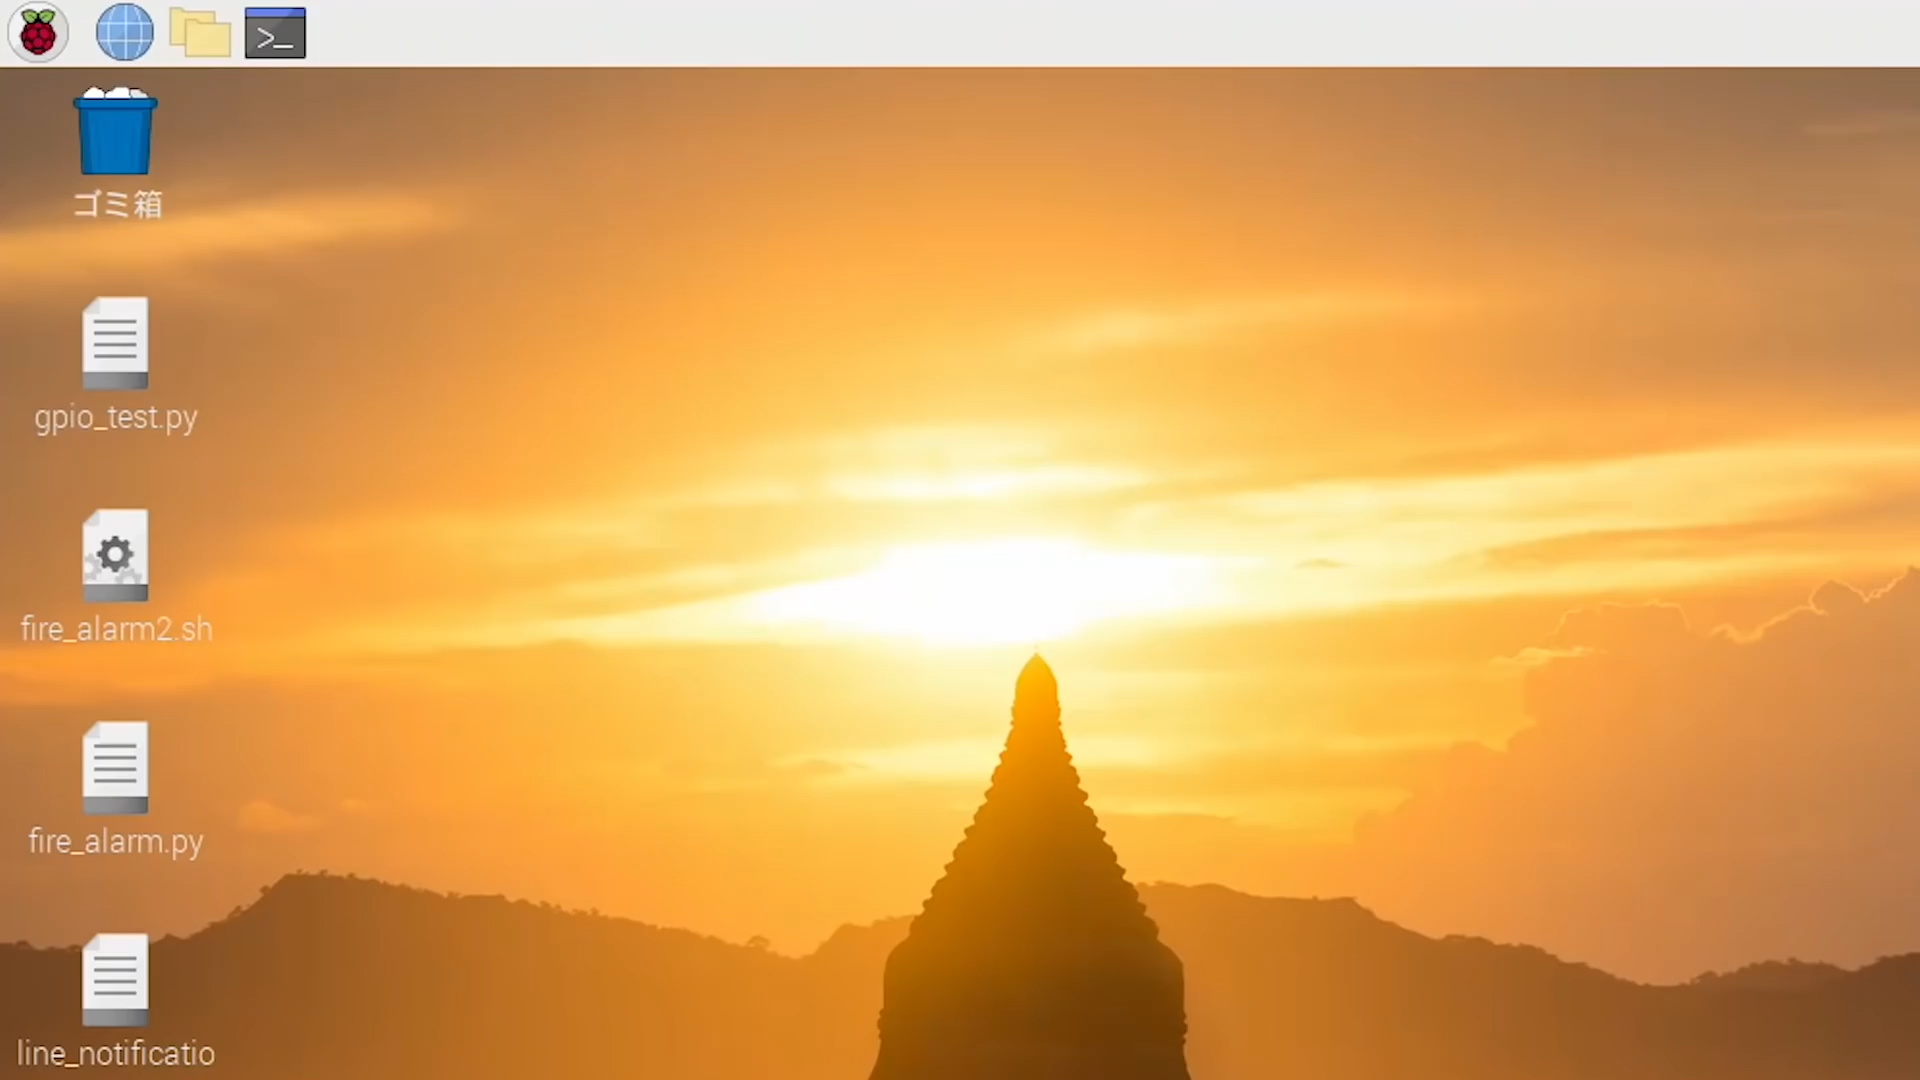 >_
ゴミ箱
gpio_test.py
fire_alarm2.sh
fire_alarm.py
line_notificatio